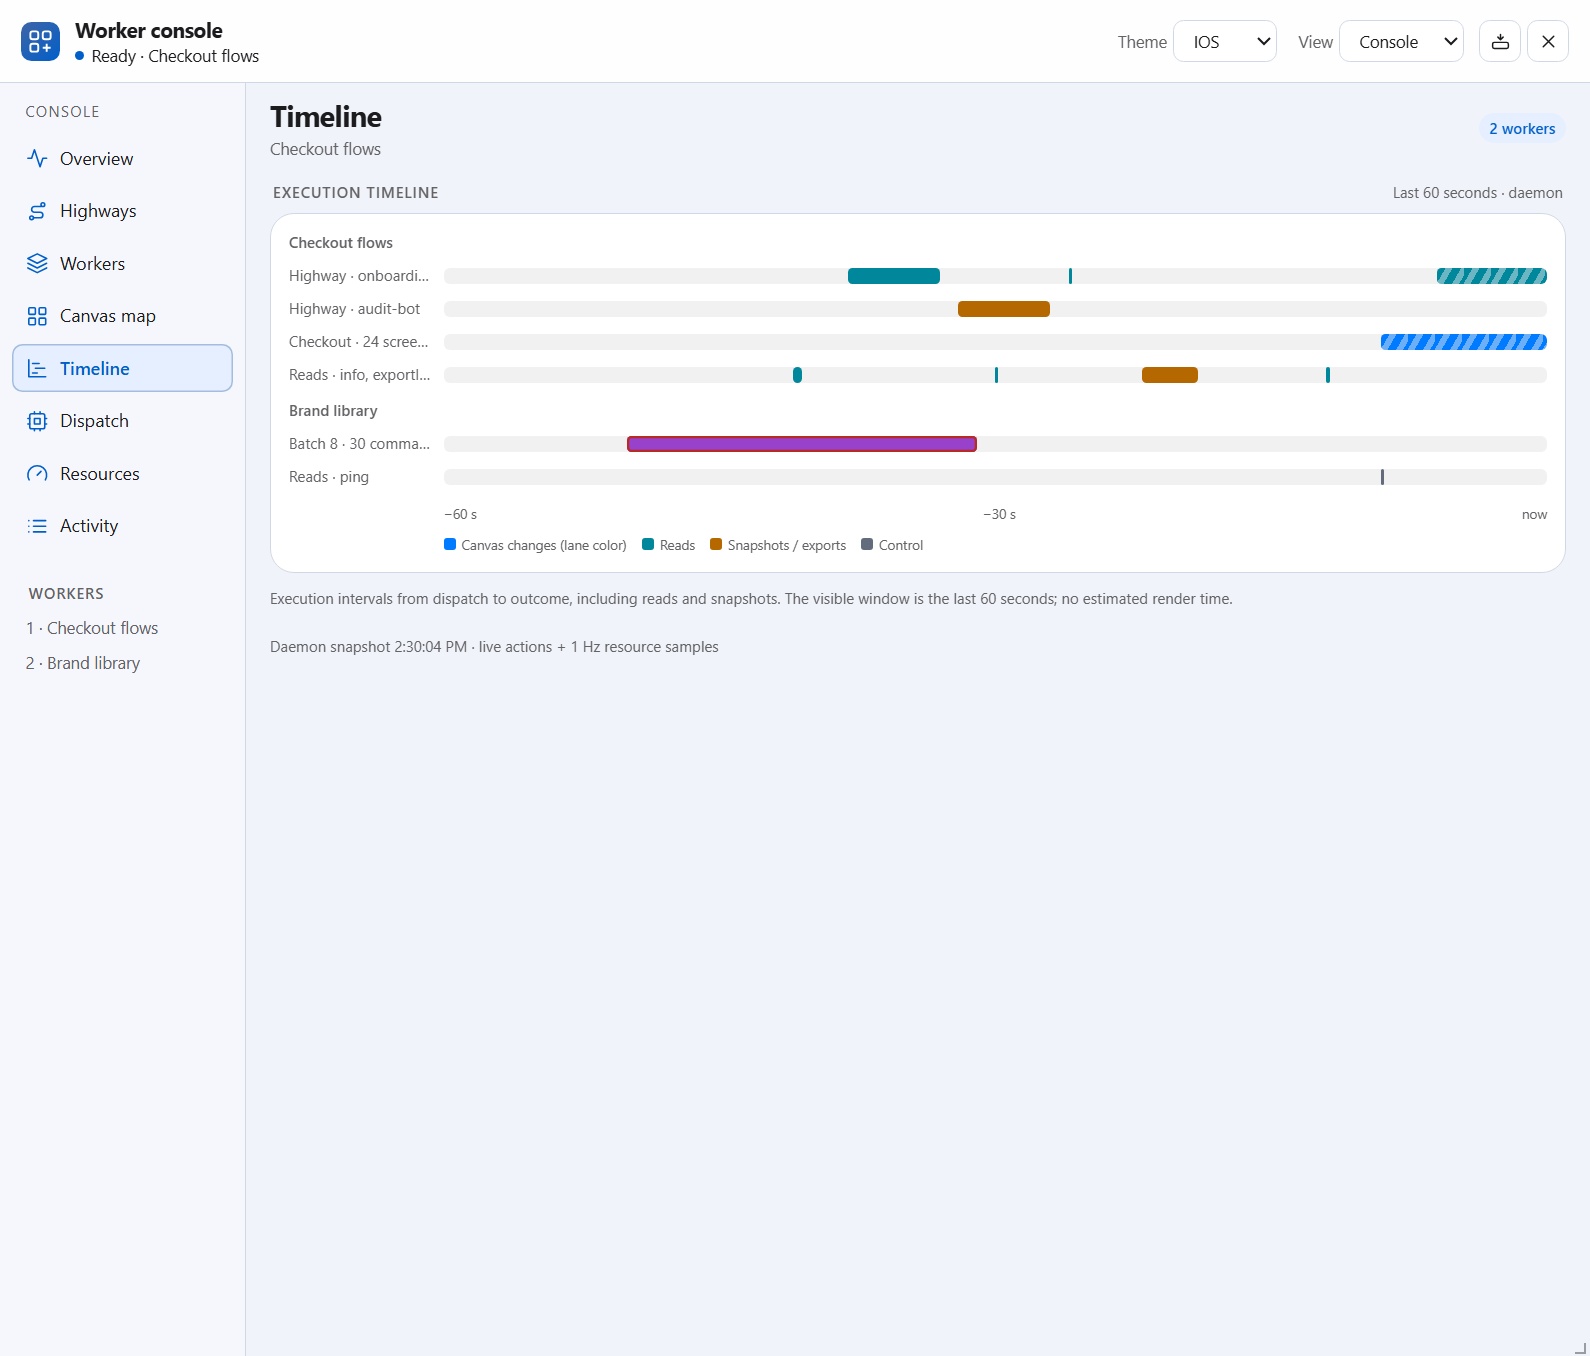 Worker console
Ready · Checkout flows
Theme
IOS
View
Console
CONSOLE
Overview
Highways
Workers
Canvas map
Timeline
Dispatch
Resources
Activity
WORKERS
1 · Checkout flows
2 · Brand library
Timeline
Checkout flows
2 workers
EXECUTION TIMELINE
Last 60 seconds · daemon
Checkout flows
Highway · onboardi...
Highway · audit-bot
Checkout · 24 scree...
Reads · info, exportl...
Brand library
Batch 8 · 30 comma...
Reads · ping
−60 s
−30 s
now
Canvas changes (lane color)
Reads
Snapshots / exports
Control
Execution intervals from dispatch to outcome, including reads and snapshots. The visible window is the last 60 seconds; no estimated render time.
Daemon snapshot 2:30:04 PM · live actions + 1 Hz resource samples